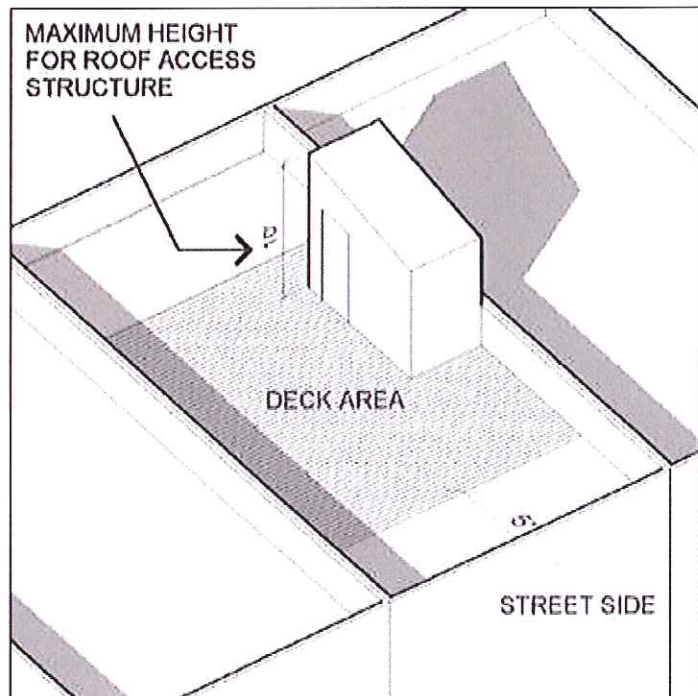 MAXIMUM HEIGHT
FOR ROOF ACCESS
STRUCTURE
DECK AREA
STREET SIDE